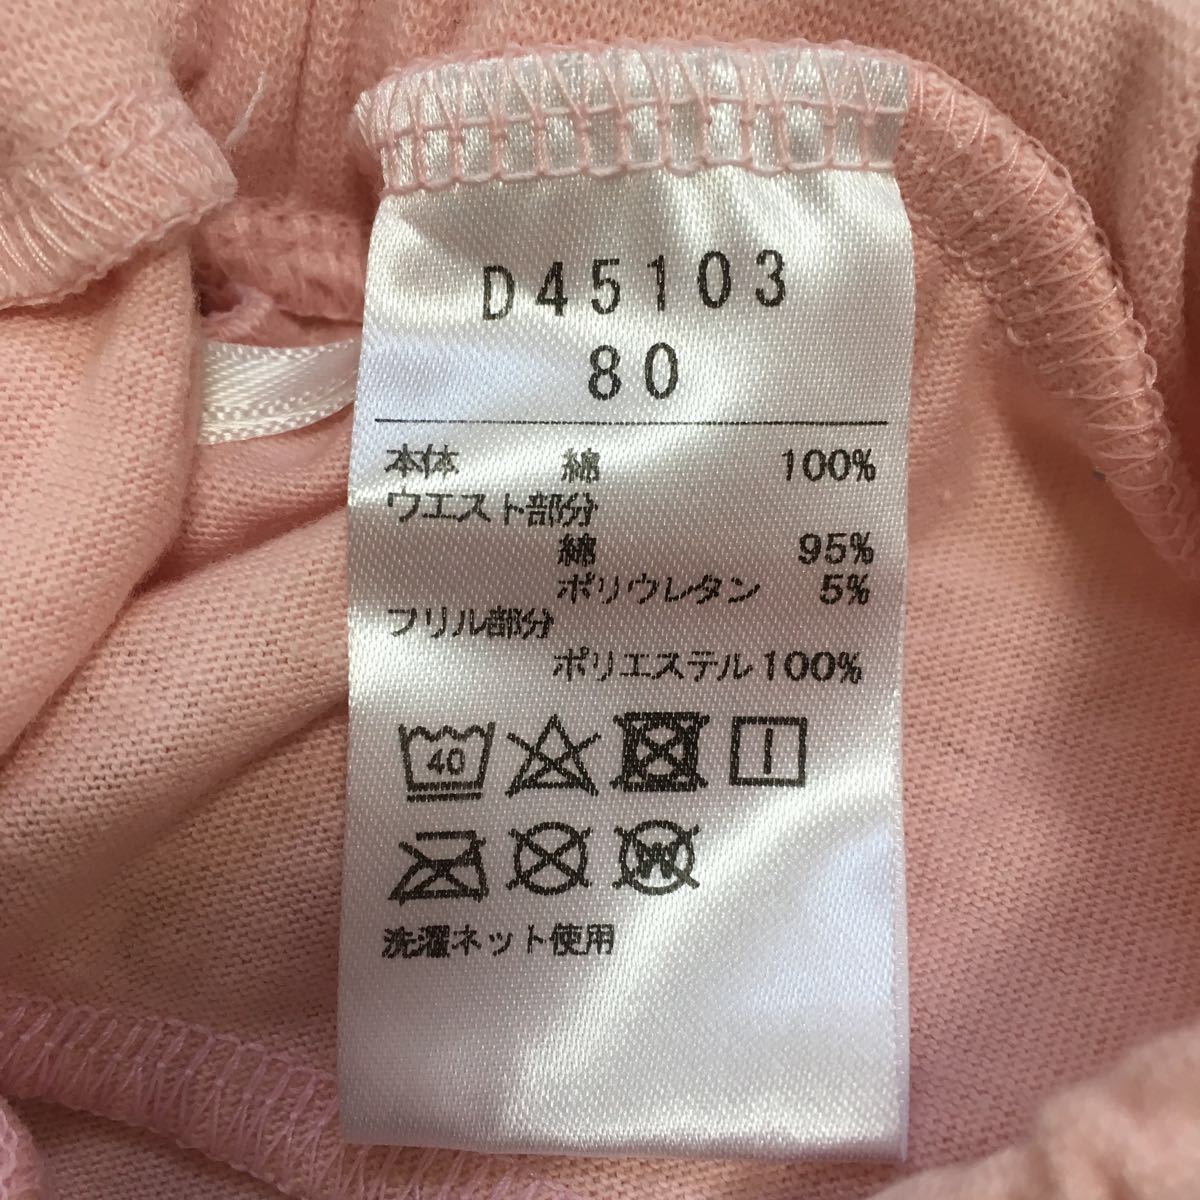 D45103
80
本体 綿 100%
ウエスト部分
綿 95%
ポリウレタン 5%
フリル部分
ポリエステル 100%
40
W
洗濯ネット使用